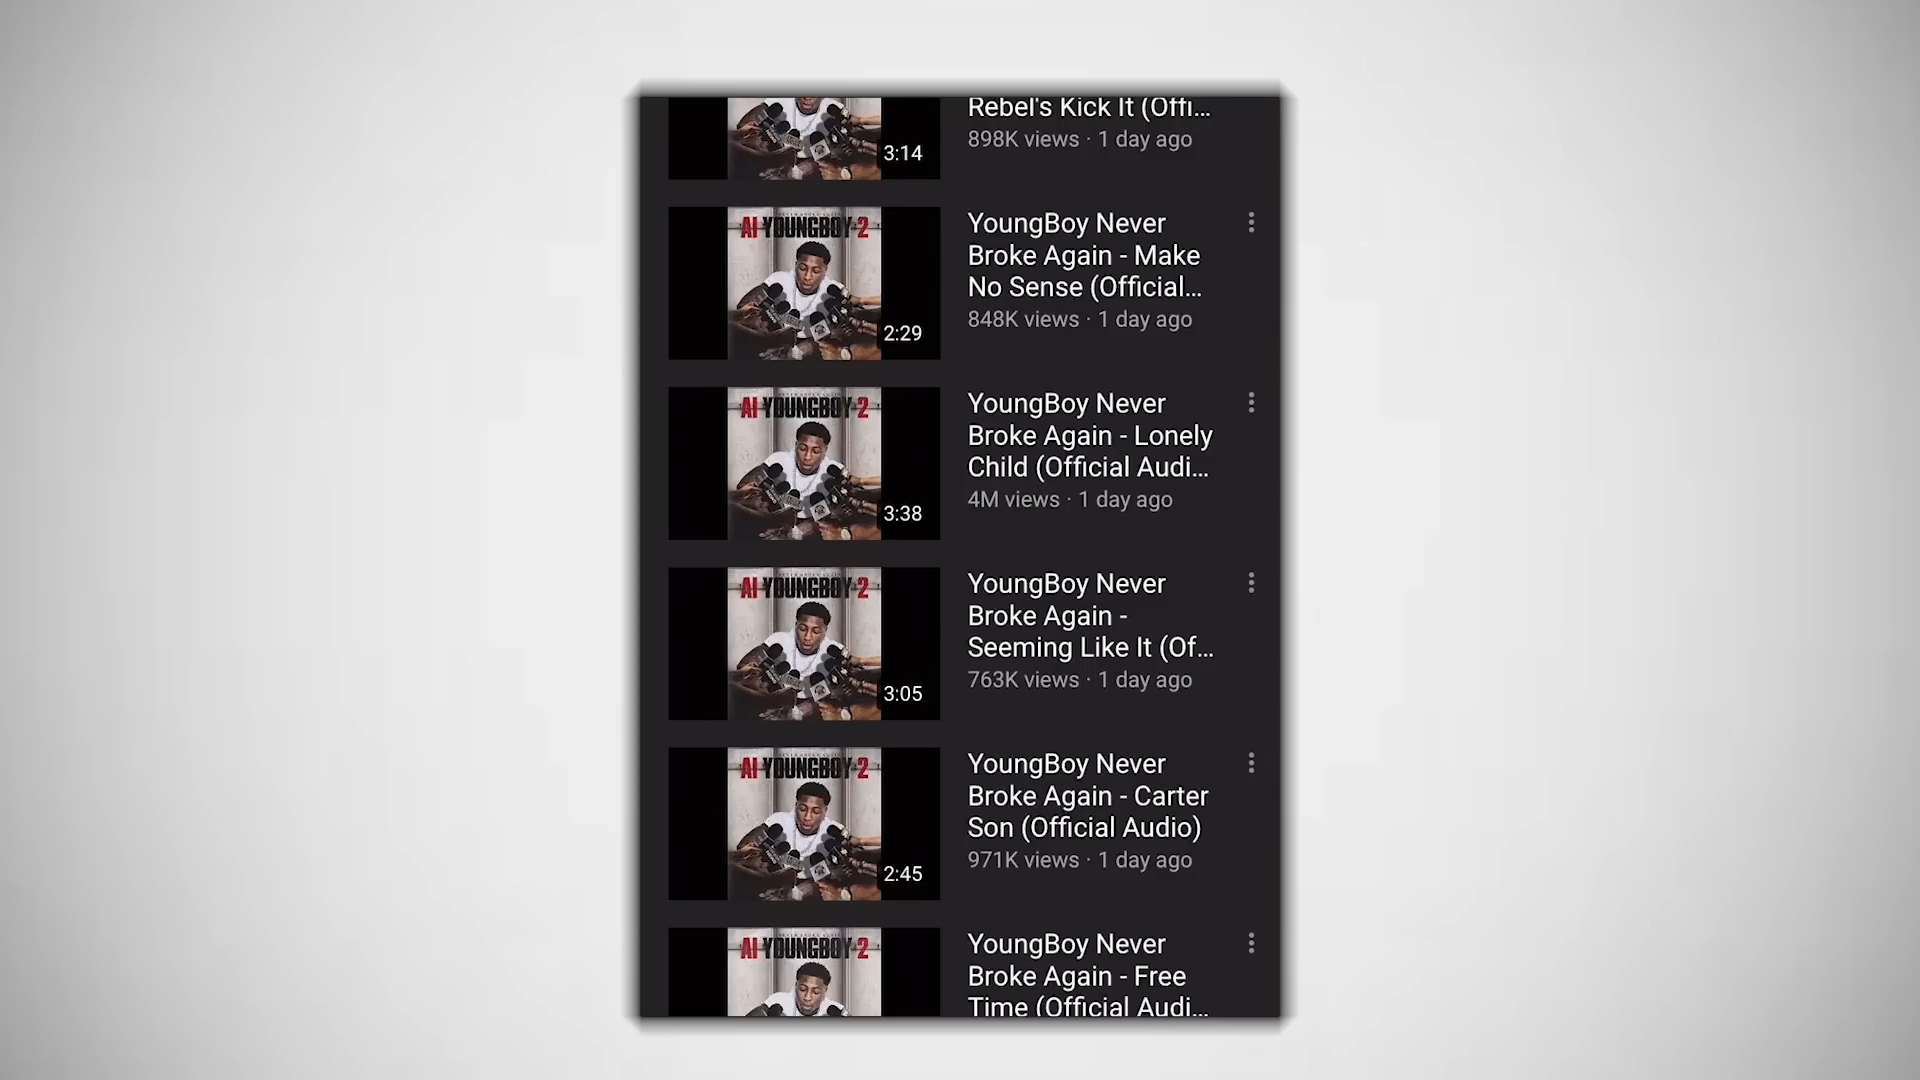 Rebel's Kick It (Offi...
898K views · 1 day ago
3:14
AI YOUNGBOY 2
YoungBoy Never
Broke Again - Make
No Sense (Official...
848K views · 1 day ago
2:29
AI YOUNGBOY 2
YoungBoy Never
Broke Again - Lonely
Child (Official Audi...
4M views · 1 day ago
3:38
AI YOUNGBOY 2
YoungBoy Never
Broke Again -
Seeming Like It (Of...
763K views · 1 day ago
3:05
AI YOUNGBOY 2
YoungBoy Never
Broke Again - Carter
Son (Official Audio)
971K views · 1 day ago
2:45
AI YOUNGBOY 2
YoungBoy Never
Broke Again - Free
Time (Official Audi...